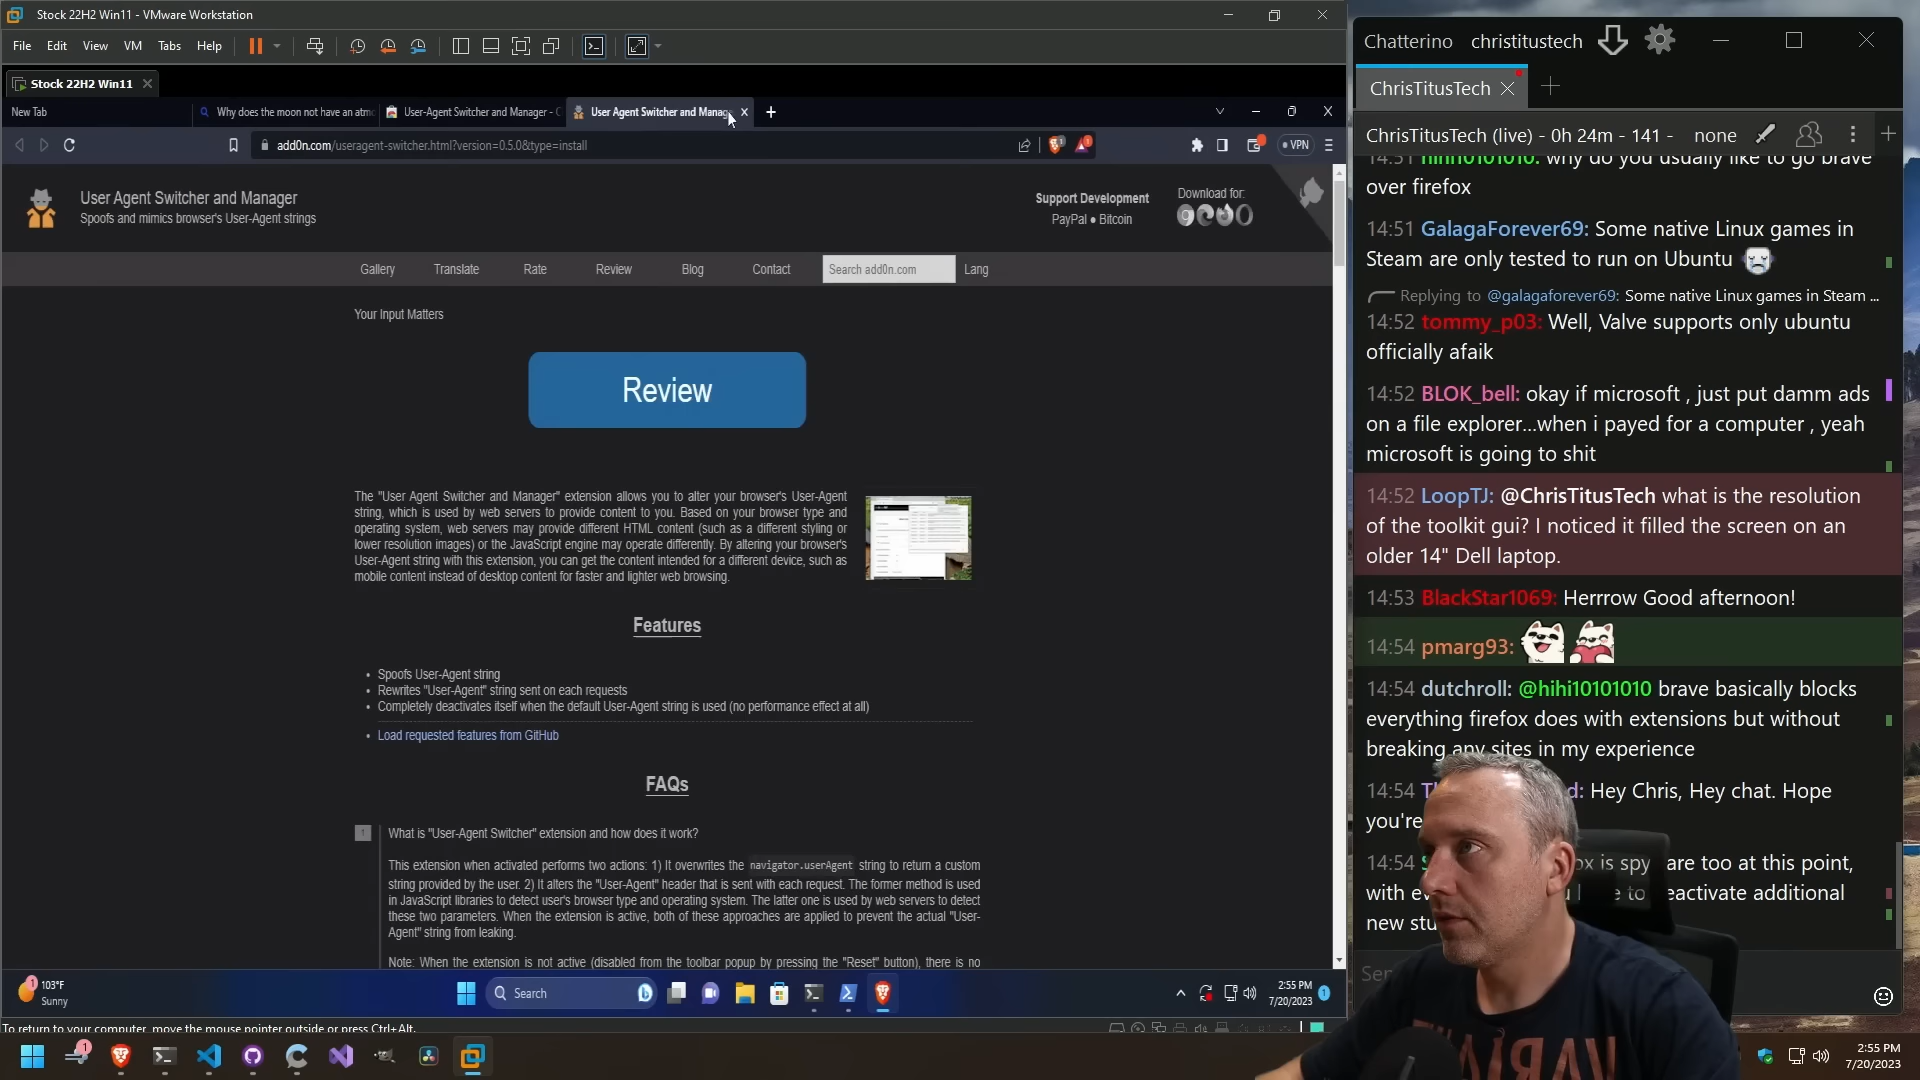 Stock 22H2 Win11 - VMware Workstation
File Edit View VM Tabs Help
Stock 22H2 Win11
New Tab
Why does the moon not have an atm
User-Agent Switcher and Manager - C
User Agent Switcher and Manag
add0n.com/useragent-switcher.html?version=0.5.0&type=install
VPN
User Agent Switcher and Manager
Spoofs and mimics browser's User-Agent strings
Support Development
PayPal ● Bitcoin
Download for:
Gallery Translate Rate Review Blog Contact Search add0n.com Lang
Your Input Matters
Review
The "User Agent Switcher and Manager" extension allows you to alter your browser's User-Agent
string, which is used by web servers to provide content to you. Based on your browser type and
operating system, web servers may provide different HTML content (such as a different styling or
lower resolution images) or the JavaScript engine may operate differently. By altering your browser's
User-Agent string with this extension, you can get the content intended for a different device, such as
mobile content instead of desktop content for faster and lighter web browsing.
Features
• Spoofs User-Agent string
• Rewrites "User-Agent" string sent on each requests
• Completely deactivates itself when the default User-Agent string is used (no performance effect at all)
• Load requested features from GitHub
FAQs
1 What is "User-Agent Switcher" extension and how does it work?
This extension when activated performs two actions: 1) It overwrites the navigator.userAgent string to return a custom
string provided by the user. 2) It alters the "User-Agent" header that is sent with each request. The former method is used
in JavaScript libraries to detect user's browser type and operating system. The latter one is used by web servers to detect
these two parameters. When the extension is active, both of these approaches are applied to prevent the actual "User-
Agent" string from leaking.
Note: When the extension is not active (disabled from the toolbar popup by pressing the "Reset" button), there is no
1
103°F
Sunny
Search
2:55 PM
7/20/2023
1
To return to your computer, move the mouse pointer outside or press Ctrl+Alt.
1
Chatterino christitustech
ChrisTitusTech
ChrisTitusTech (live) - 0h 24m - 141 - none
14:51 hihi10101010: why do you usually like to go brave
over firefox
14:51 GalagaForever69: Some native Linux games in
Steam are only tested to run on Ubuntu
Replying to @galagaforever69: Some native Linux games in Steam ...
14:52 tommy_p03: Well, Valve supports only ubuntu
officially afaik
14:52 BLOK_bell: okay if microsoft , just put damm ads
on a file explorer...when i payed for a computer , yeah
microsoft is going to shit
14:52 LoopTJ: @ChrisTitusTech what is the resolution
of the toolkit gui? I noticed it filled the screen on an
older 14" Dell laptop.
14:53 BlackStar1069: Herrrow Good afternoon!
14:54 pmarg93:
14:54 dutchroll: @hihi10101010 brave basically blocks
everything firefox does with extensions but without
breaking any sites in my experience
14:54 d: Hey Chris, Hey chat. Hope
you're
14:54 is spy are too at this point,
with eactivate additional
new stu
2:55 PM
7/20/2023